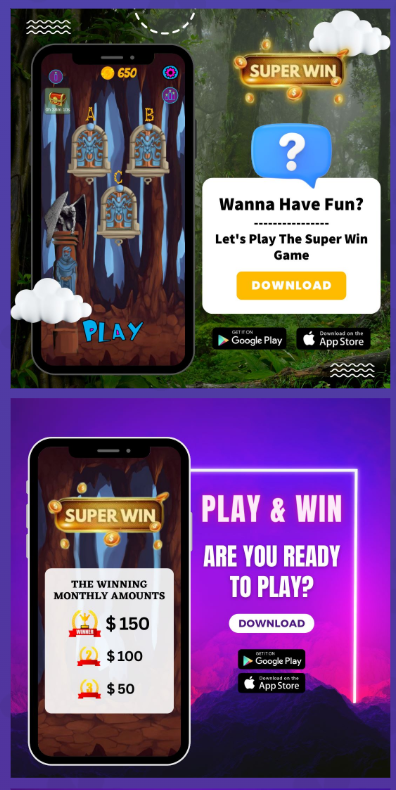 650
A
B
C
PLAY
SUPER WIN
?
Wanna Have Fun?
----------------
Let's Play The Super Win
Game
DOWNLOAD
GET IT ON
Google Play
Download on the
App Store
SUPER WIN
THE WINNING
MONTHLY AMOUNTS
WINNER
$ 150
2
$ 100
3
$ 50
PLAY & WIN
ARE YOU READY
TO PLAY?
DOWNLOAD
GET IT ON
Google Play
Download on the
App Store